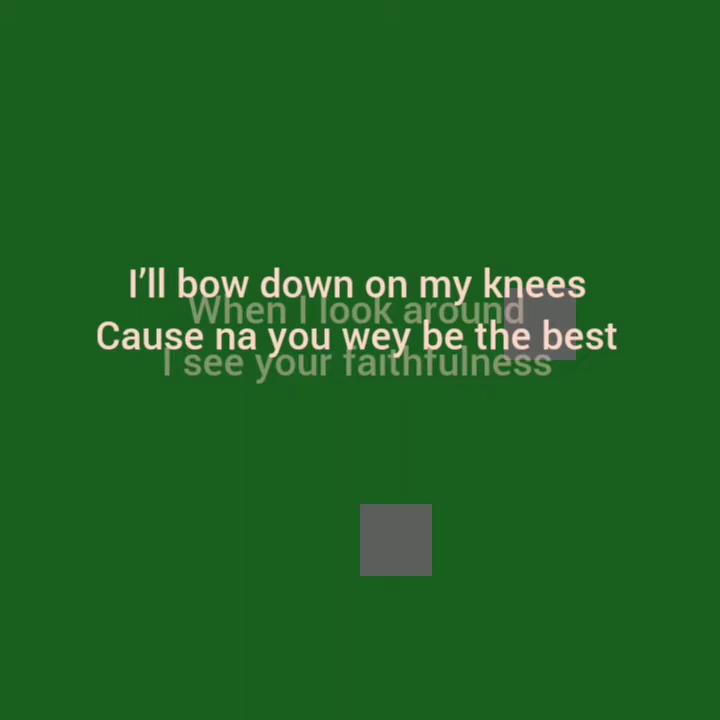 I'll bow down on my knees
When I look around
Cause na you wey be the best
I see your faithfulness